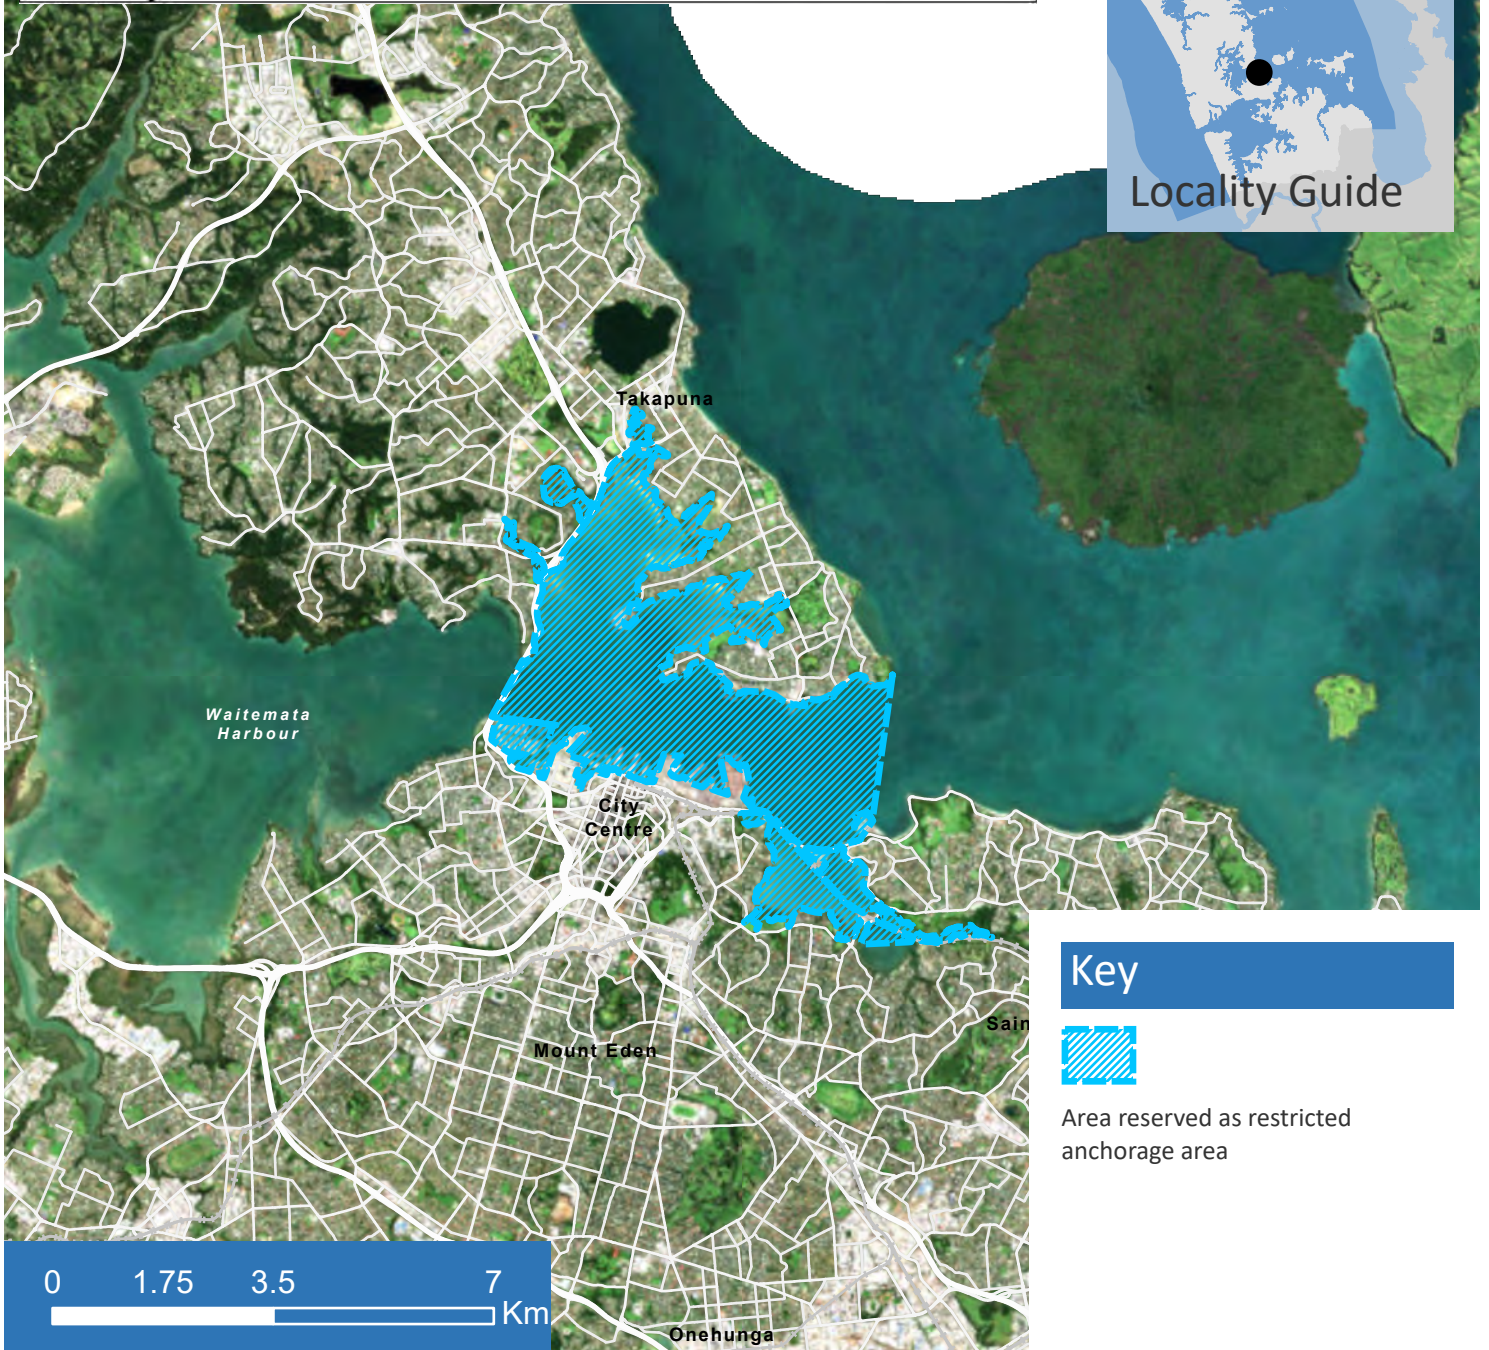 Locality Guide
Takapuna
Waitemata
Harbour
City
Centre
Key
Sain
Mount Eden
Area reserved as restricted
anchorage area
0 1.75 3.5 7
Km
Onehunga